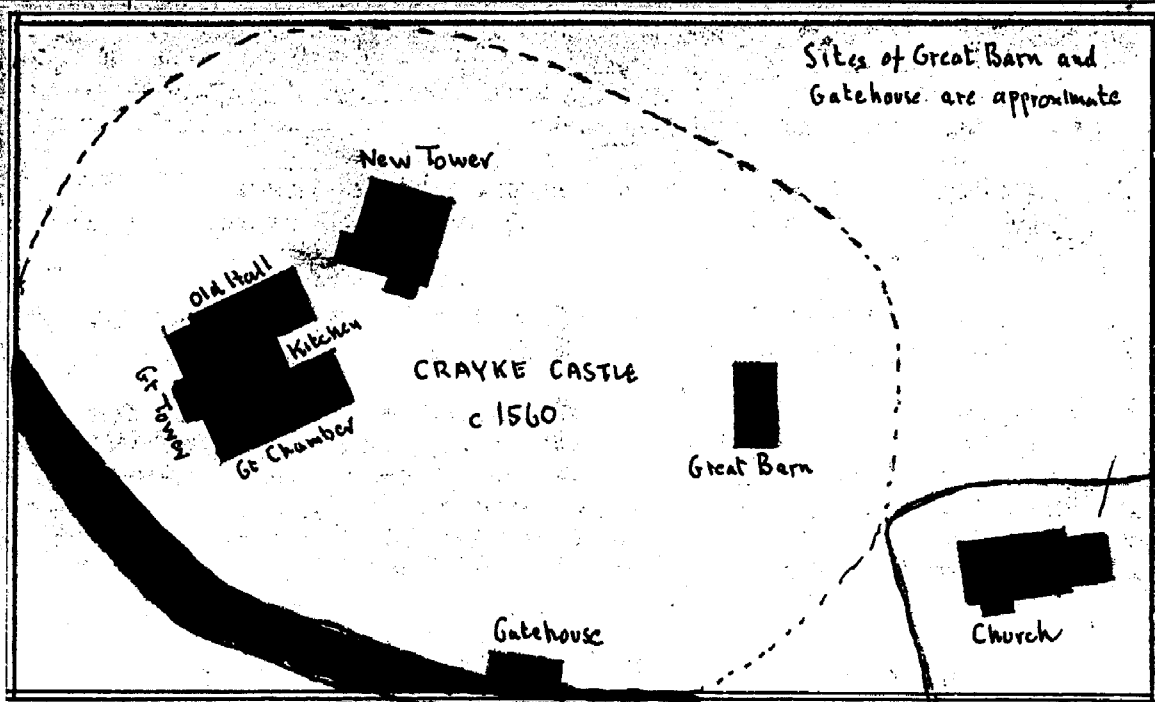 Sites of Great Barn and
Gatehouse are approximate
New Tower
Old Hall
Kitchen
Gt Tower
Gt Chamber
CRAYKE CASTLE
c 1560
Great Barn
Gatehouse
Church